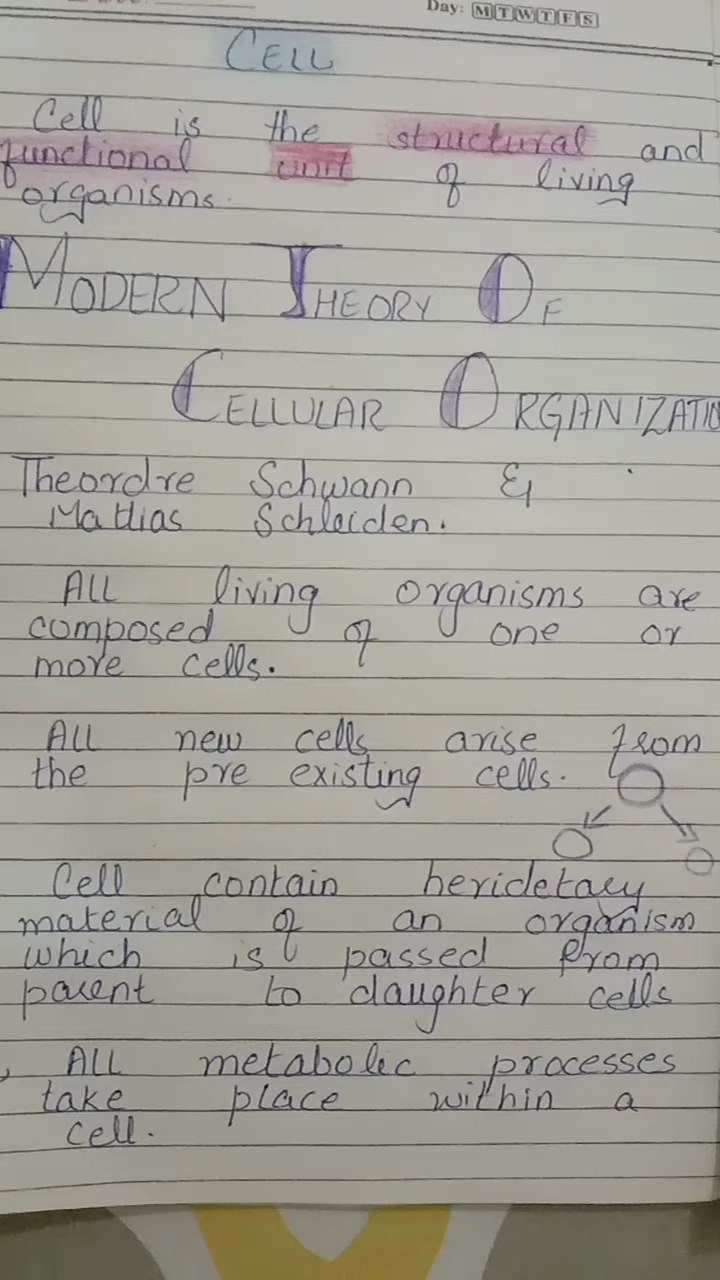 Day: M T W T F S
CELL
Cell is the structural and
functional unit of living
organisms.
MODERN THEORY OF
CELLULAR ORGANIZATIO
Theordre Schwann &
Mattias Schleiden.
All living organisms are
composed of one or
more cells.
All new cells arise from
the pre existing cells.
Cell contain heridetary
material of an organism
which is passed from
parent to daughter cells
All metabolic processes
take place within a
cell.